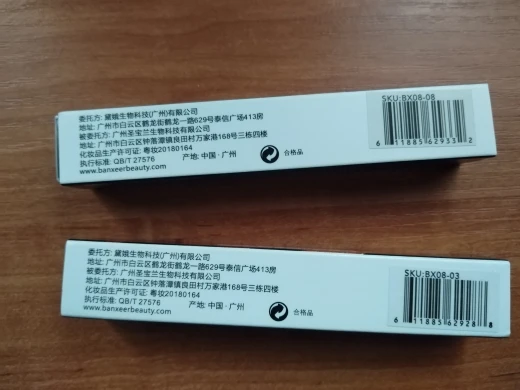 委托方: 黛娥生物科技(广州)有限公司
地址: 广州市白云区鹤龙街鹤龙一路629号泰信广场413房
被委托方: 广州圣宝兰生物科技有限公司
地址: 广州市白云区钟落潭镇良田村万家港168号三栋四楼
化妆品生产许可证: 粤妆20180164
执行标准: QB/T 27576
产地: 中国·广州
合格品
www.banxeerbeauty.com
SKU:BX08-08
6 11885 62933 2
委托方: 黛娥生物科技(广州)有限公司
地址: 广州市白云区鹤龙街鹤龙一路629号泰信广场413房
被委托方: 广州圣宝兰生物科技有限公司
地址: 广州市白云区钟落潭镇良田村万家港168号三栋四楼
化妆品生产许可证: 粤妆20180164
执行标准: QB/T 27576
产地: 中国·广州
合格品
www.banxeerbeauty.com
SKU:BX08-03
6 11885 62928 8